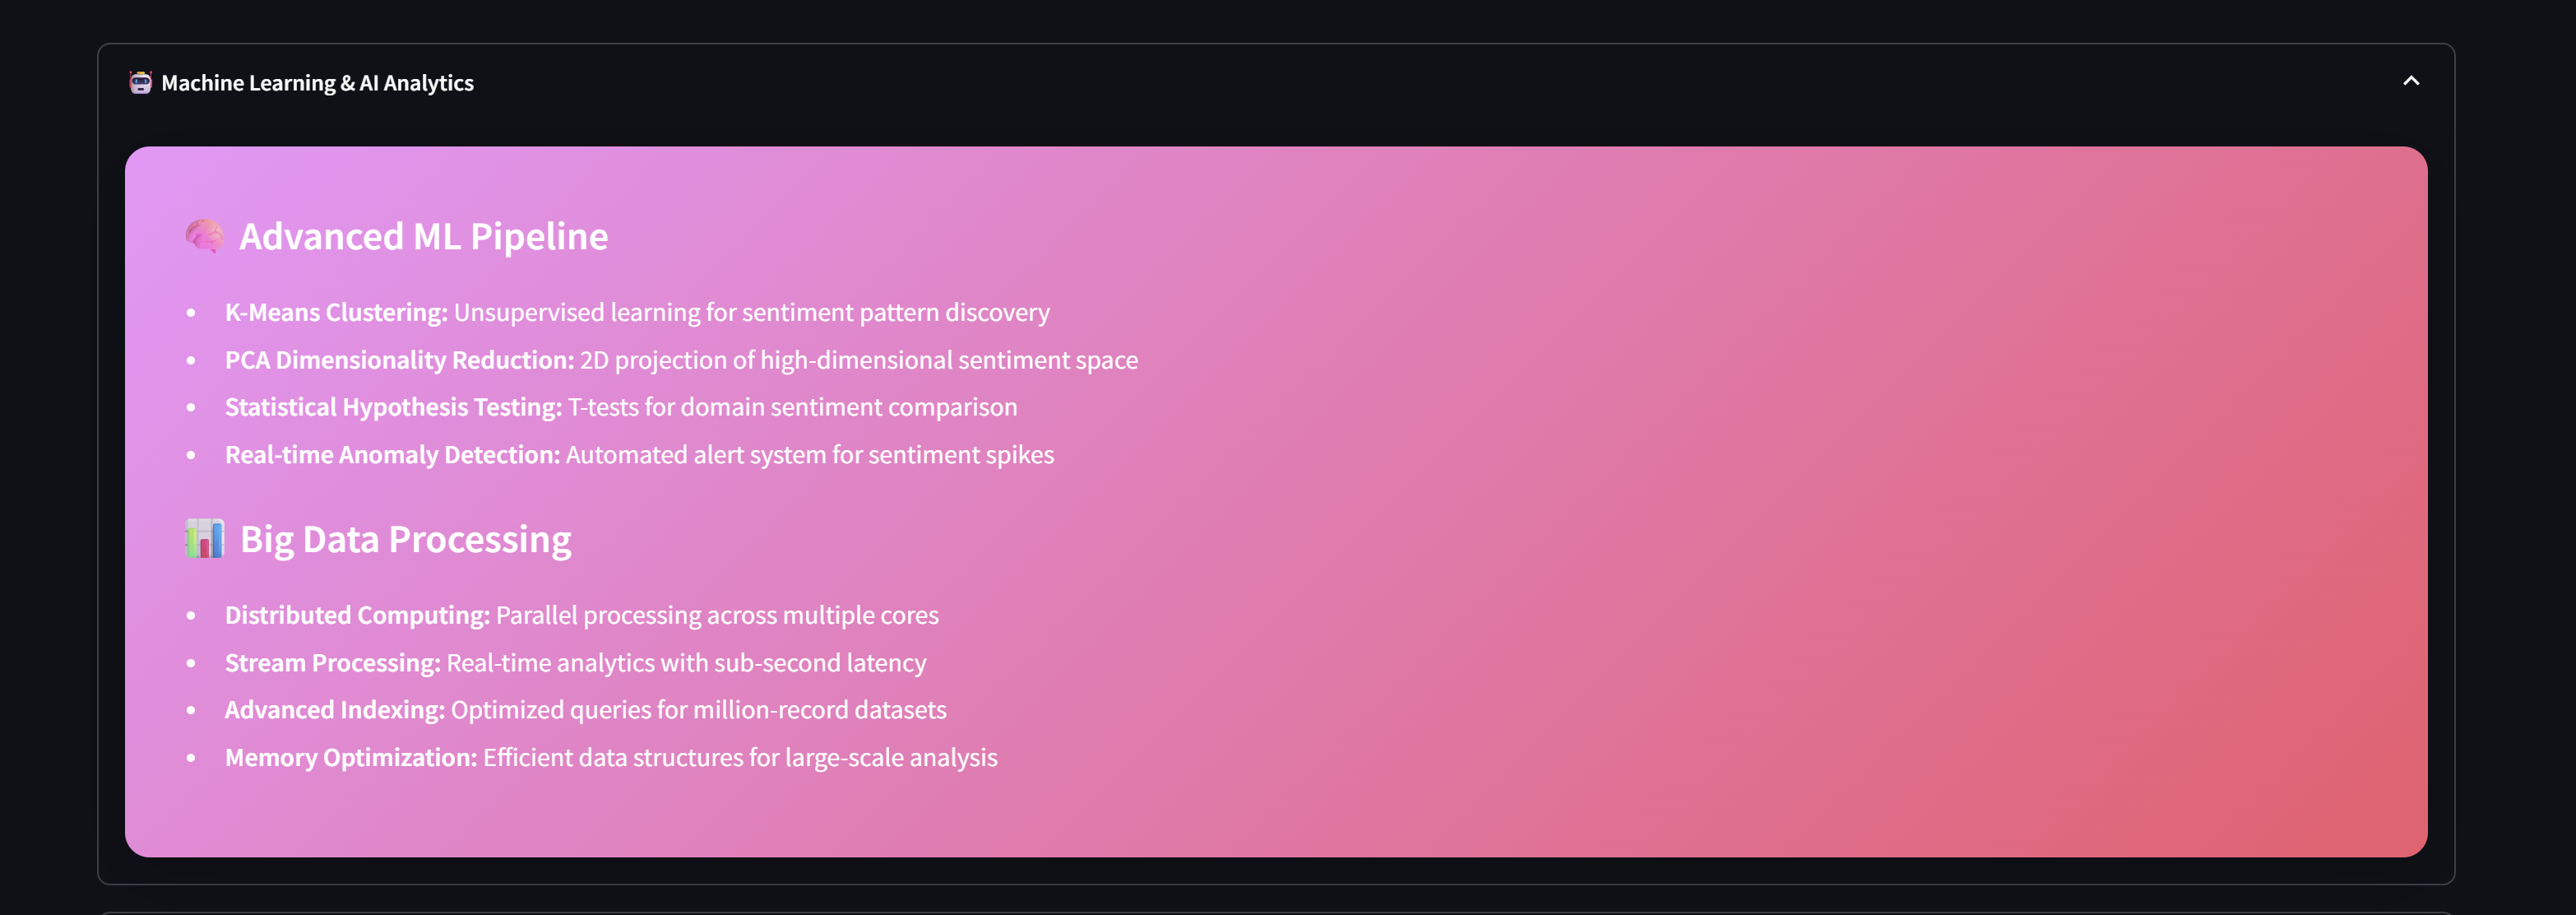 Machine Learning & AI Analytics
Advanced ML Pipeline
K-Means Clustering: Unsupervised learning for sentiment pattern discovery
PCA Dimensionality Reduction: 2D projection of high-dimensional sentiment space
Statistical Hypothesis Testing: T-tests for domain sentiment comparison
Real-time Anomaly Detection: Automated alert system for sentiment spikes
Big Data Processing
Distributed Computing: Parallel processing across multiple cores
Stream Processing: Real-time analytics with sub-second latency
Advanced Indexing: Optimized queries for million-record datasets
Memory Optimization: Efficient data structures for large-scale analysis